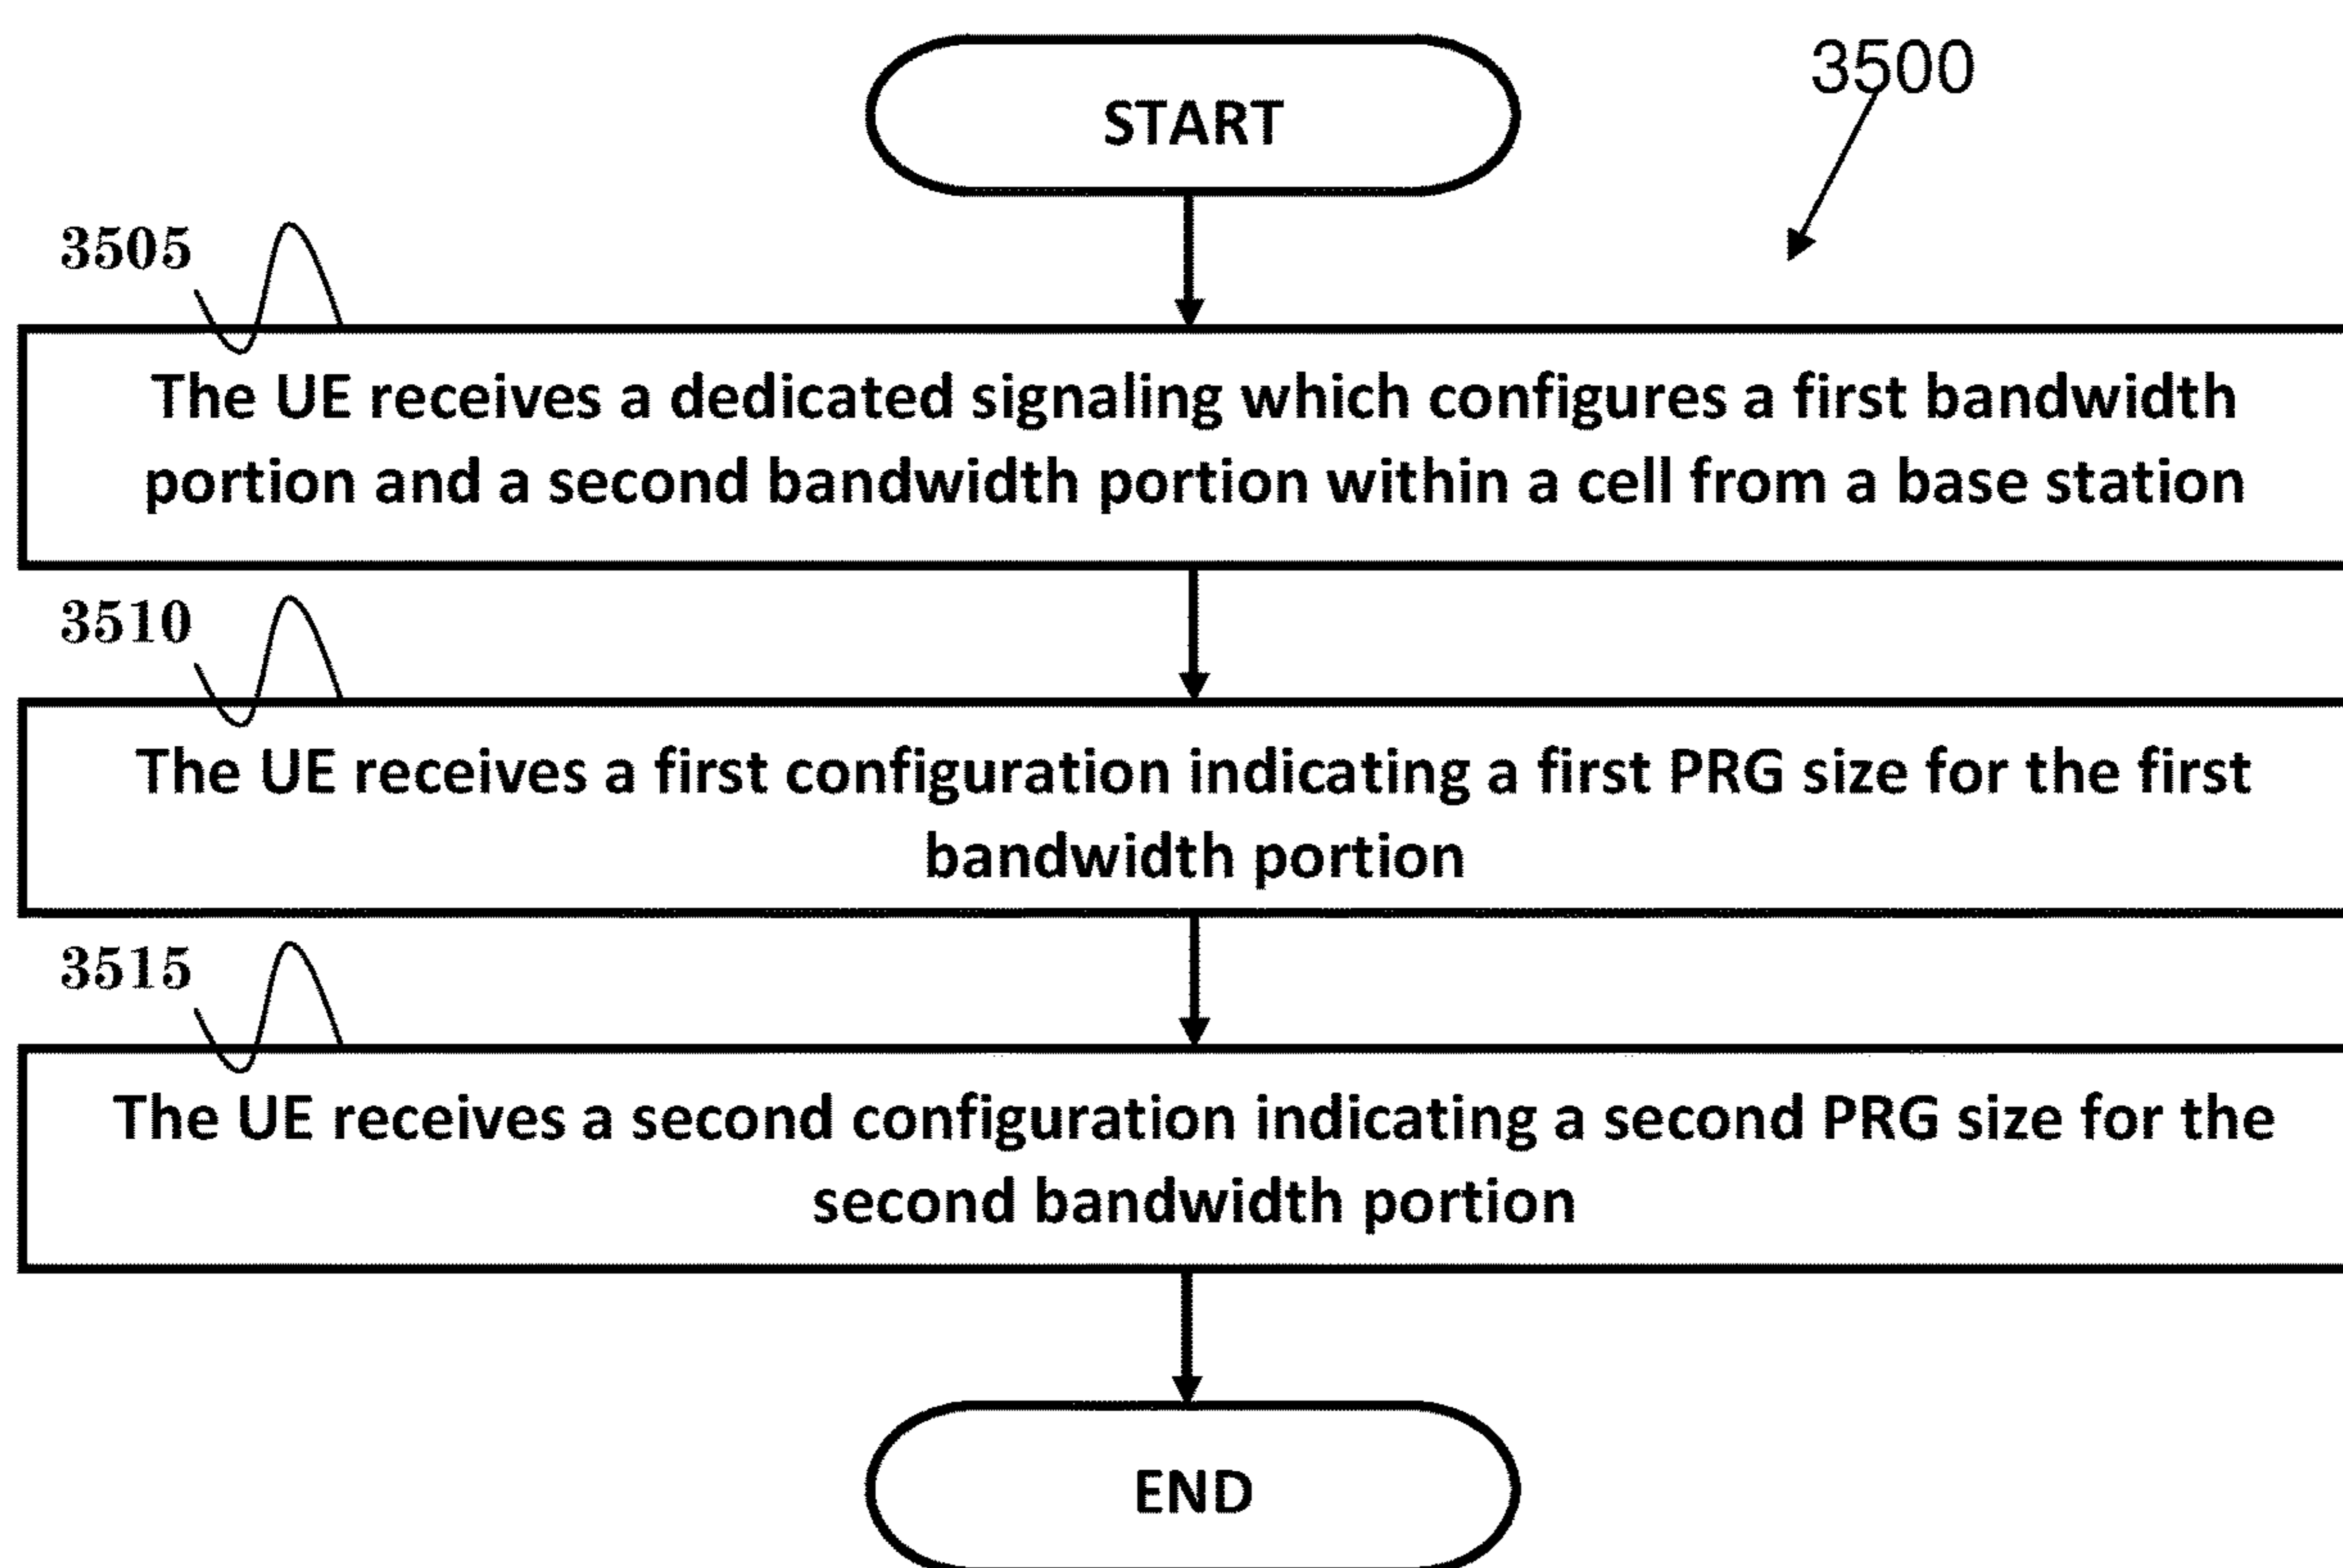 START
3500
3505
The UE receives a dedicated signaling which configures a first bandwidth
portion and a second bandwidth portion within a cell from a base station
3510
The UE receives a first configuration indicating a first PRG size for the first
bandwidth portion
3515
The UE receives a second configuration indicating a second PRG size for the
second bandwidth portion
END